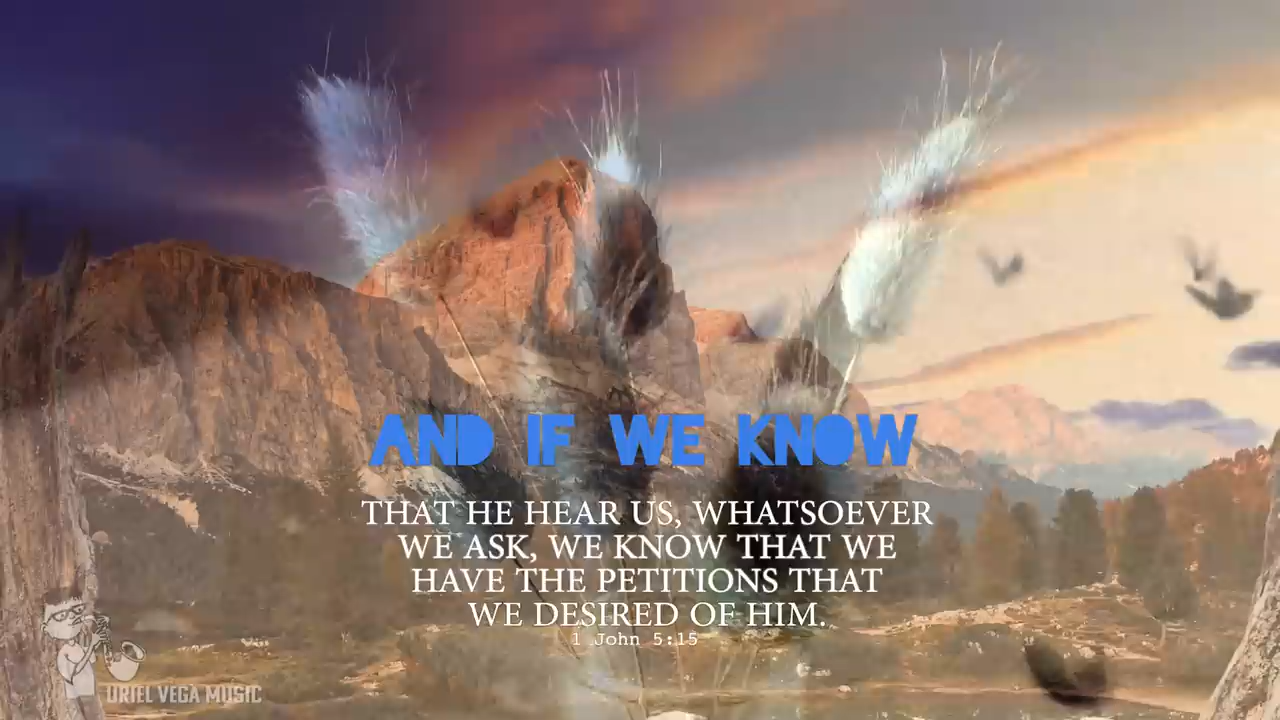 AND IF WE KNOW
THAT HE HEAR US, WHATSOEVER
WE ASK, WE KNOW THAT WE
HAVE THE PETITIONS THAT
WE DESIRED OF HIM.
1 John 5:15
URIEL VEGA MUSIC